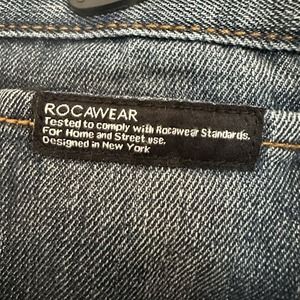 ROCAWEAR
Tested to comply with Rocawear Standards.
For Home and Street use.
Designed in New York